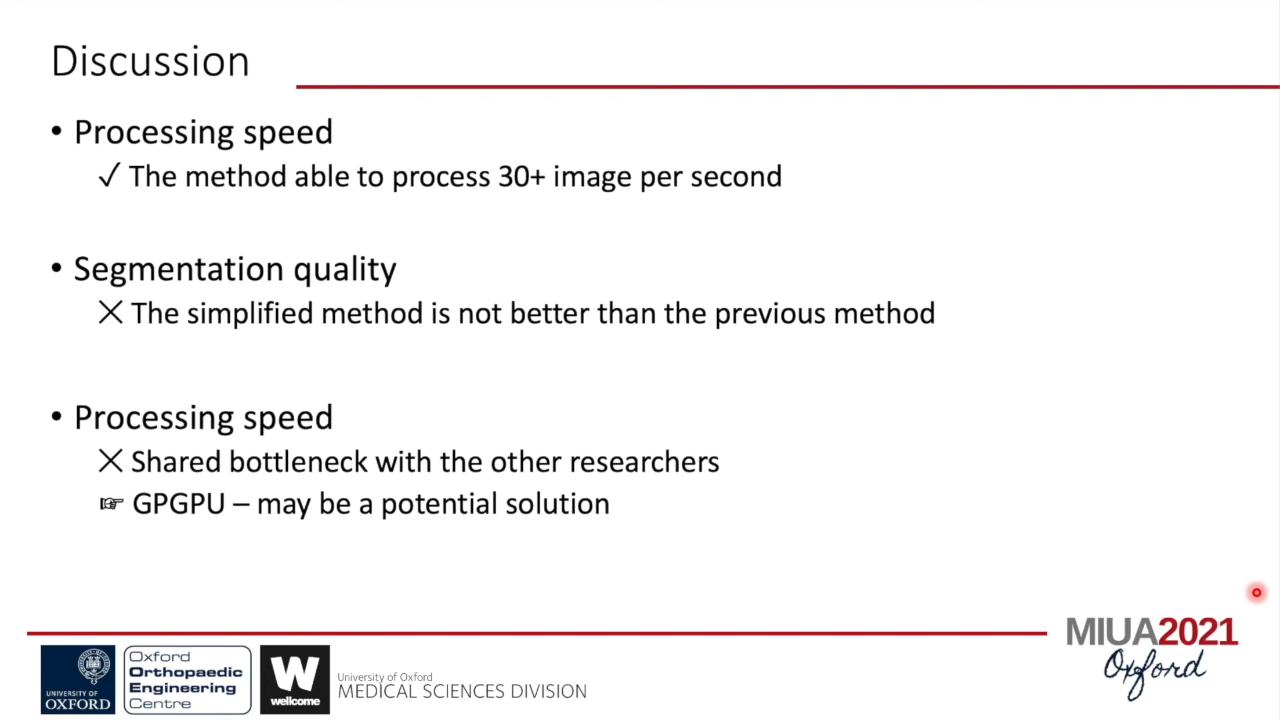 Discussion
• Processing speed
✓ The method able to process 30+ image per second
• Segmentation quality
✕ The simplified method is not better than the previous method
• Processing speed
✕ Shared bottleneck with the other researchers
☞ GPGPU – may be a potential solution
MIUA2021
Oxford
UNIVERSITY OF
OXFORD
Oxford
Orthopaedic
Engineering
Centre
W
wellcome
University of Oxford
MEDICAL SCIENCES DIVISION